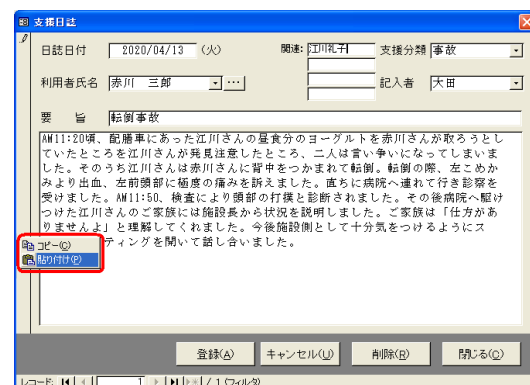 支援日誌
日誌日付 2020/04/13 (火) 関連: 江川礼子 支援分類 事故
利用者氏名 赤川 三郎 ... 記入者 大田
要 旨 転倒事故
AM11:20頃、配膳車にあった江川さんの昼食分のヨーグルトを赤川さんが取ろうとし
ていたところを江川さんが発見注意したところ、二人は言い争いになってしまいま
した。そのうち江川さんは赤川さんに背中をつかまれて転倒。転倒の際、左こめか
みより出血、左前頭部に極度の痛みを訴えました。直ちに病院へ連れて行き診察を
受けました。AM11:50、検査により頭部の打撲と診断されました。その後病院へ駆け
つけた江川さんのご家族には施設長から状況を説明しました。ご家族は「仕方があ
りませんよ」と理解してくれました。今後施設側として十分気をつけるようにス
ティングを開いて話し合いました。
コピー(C)
貼り付け(P)
登録(A) キャンセル(U) 削除(R) 閉じる(C)
レコード: 1 / 1 (フィルタ)